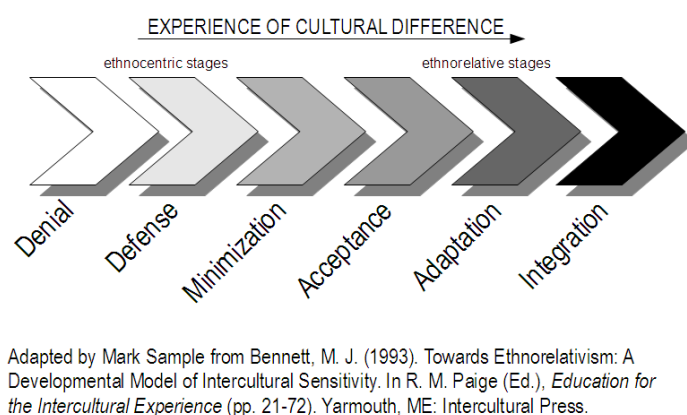 EXPERIENCE OF CULTURAL DIFFERENCE
ethnocentric stages
ethnorelative stages
Denial
Defense
Minimization
Acceptance
Adaptation
Integration
Adapted by Mark Sample from Bennett, M. J. (1993). Towards Ethnorelativism: A
Developmental Model of Intercultural Sensitivity. In R. M. Paige (Ed.), Education for
the Intercultural Experience (pp. 21-72). Yarmouth, ME: Intercultural Press.